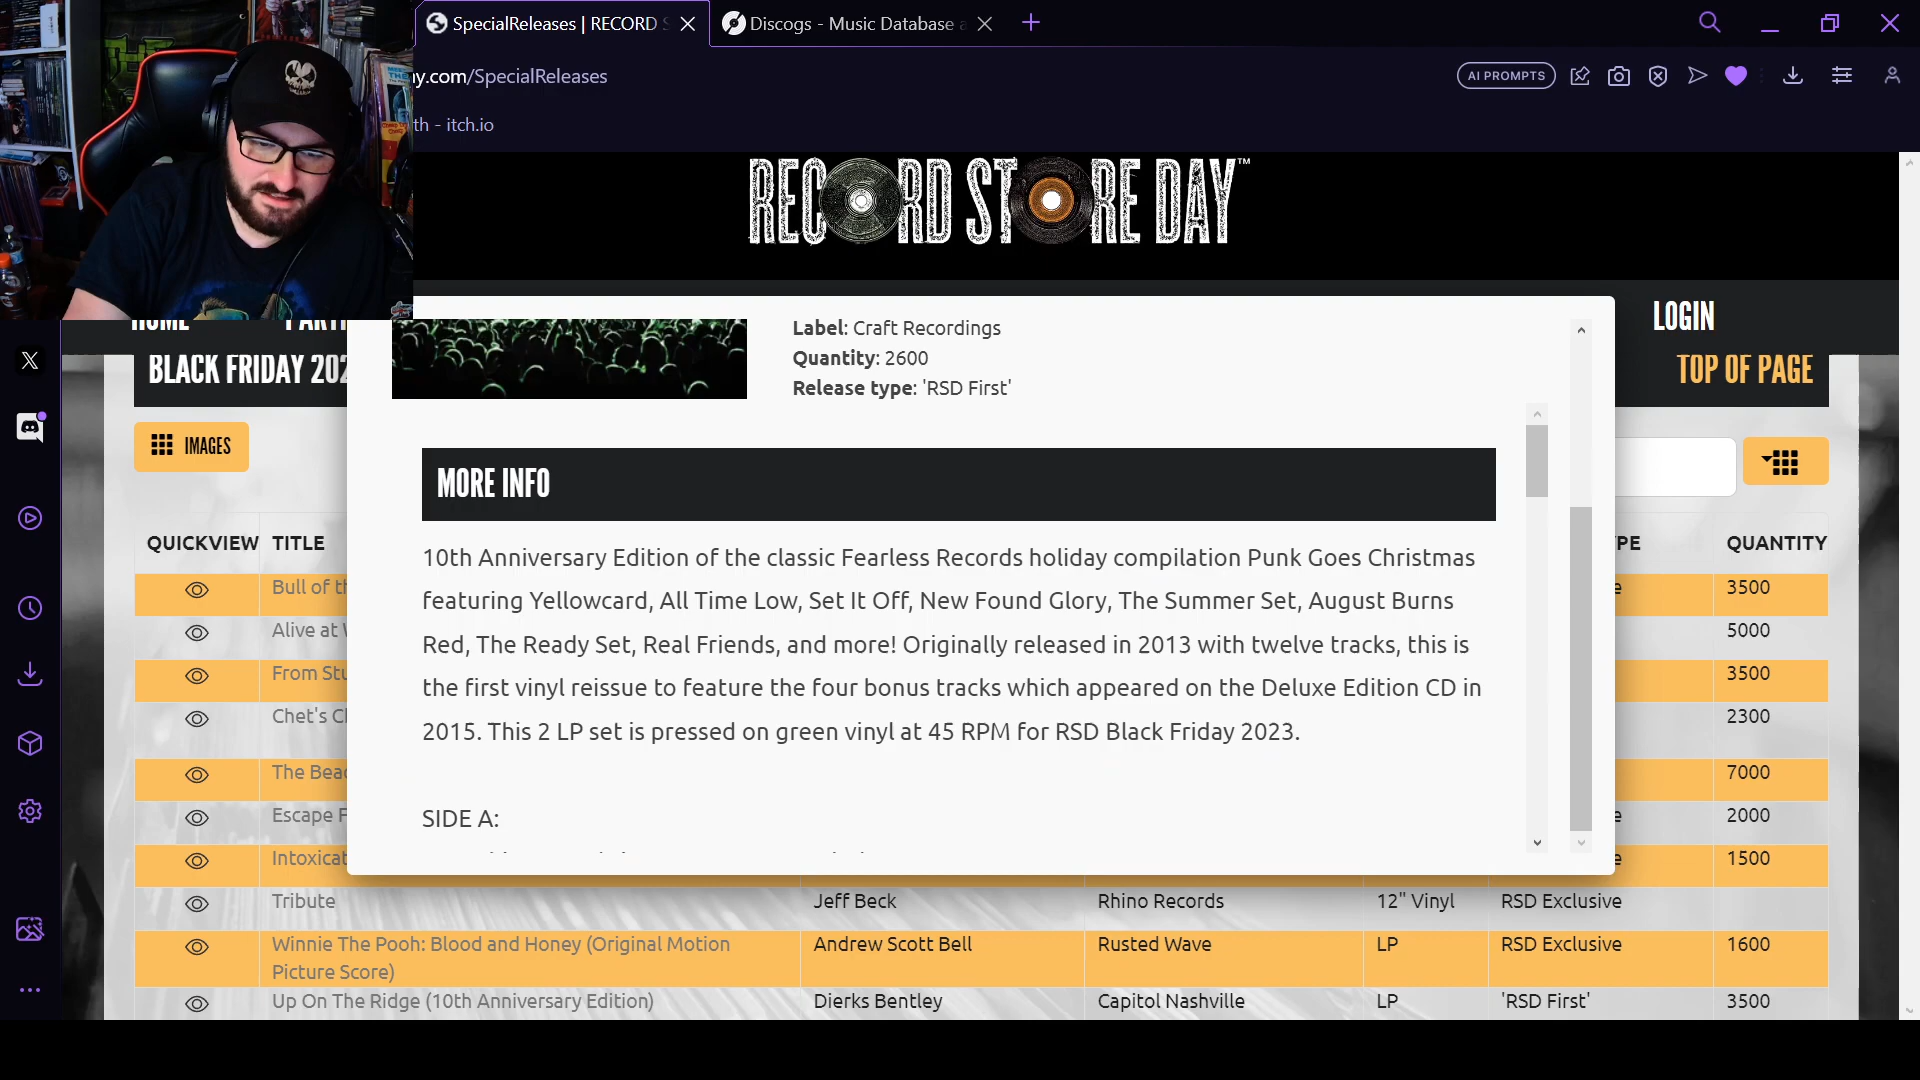 SpecialReleases | RECORD S
Discogs - Music Database a
y.com/SpecialReleases
AI PROMPTS
th - itch.io
RECORD STORE DAY™
LOGIN
BLACK FRIDAY 202
TOP OF PAGE
IMAGES
Label: Craft Recordings
Quantity: 2600
Release type: 'RSD First'
MORE INFO
10th Anniversary Edition of the classic Fearless Records holiday compilation Punk Goes Christmas
featuring Yellowcard, All Time Low, Set It Off, New Found Glory, The Summer Set, August Burns
Red, The Ready Set, Real Friends, and more! Originally released in 2013 with twelve tracks, this is
the first vinyl reissue to feature the four bonus tracks which appeared on the Deluxe Edition CD in
2015. This 2 LP set is pressed on green vinyl at 45 RPM for RSD Black Friday 2023.
SIDE A:
QUICKVIEW TITLE PE QUANTITY
Bull of th e 3500
Alive at 5000
From Stu 3500
Chet's C 2300
The Bea 7000
Escape F e 2000
Intoxicat e 1500
Tribute Jeff Beck Rhino Records 12" Vinyl RSD Exclusive
Winnie The Pooh: Blood and Honey (Original Motion Andrew Scott Bell Rusted Wave LP RSD Exclusive 1600
Picture Score)
Up On The Ridge (10th Anniversary Edition) Dierks Bentley Capitol Nashville LP 'RSD First' 3500